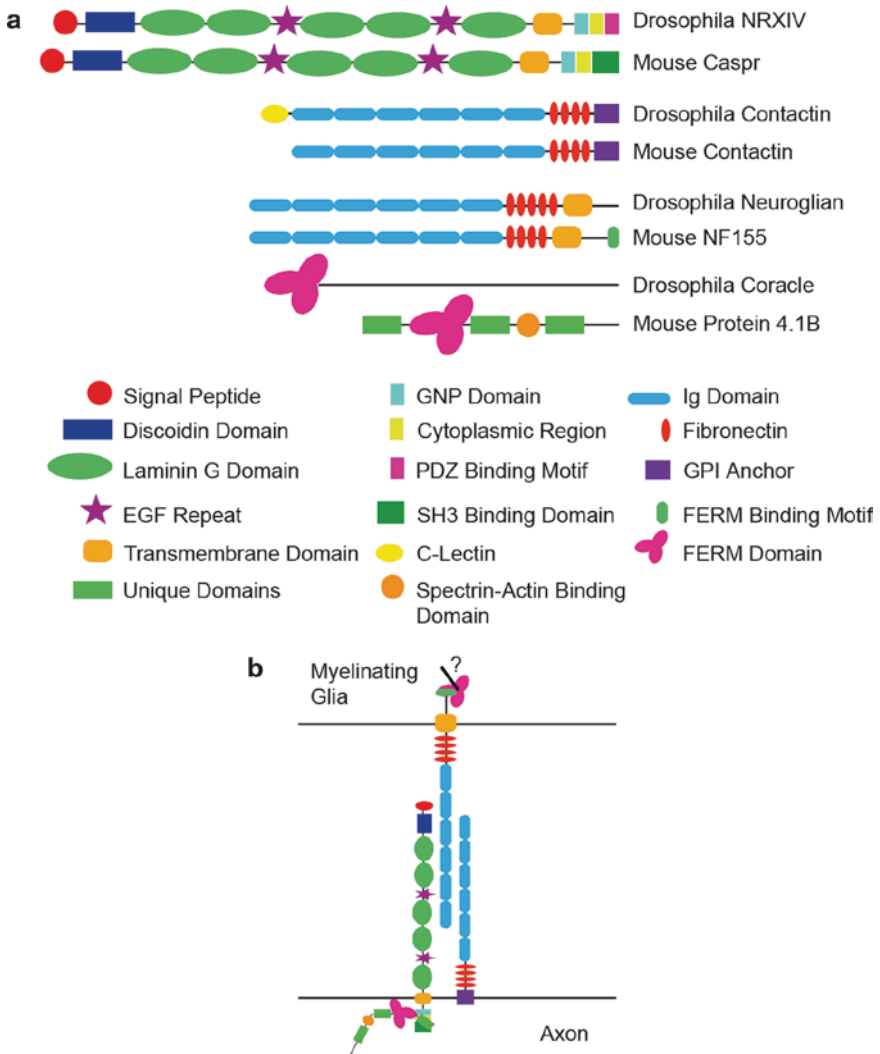 a
Drosophila NRXIV
Mouse Caspr
Drosophila Contactin
Mouse Contactin
Drosophila Neuroglian
Mouse NF155
Drosophila Coracle
Mouse Protein 4.1B
Signal Peptide
GNP Domain
Ig Domain
Discoidin Domain
Cytoplasmic Region
Fibronectin
Laminin G Domain
PDZ Binding Motif
GPI Anchor
EGF Repeat
SH3 Binding Domain
FERM Binding Motif
Transmembrane Domain
C-Lectin
FERM Domain
Unique Domains
Spectrin-Actin Binding
Domain
b
Myelinating
Glia
?
Axon